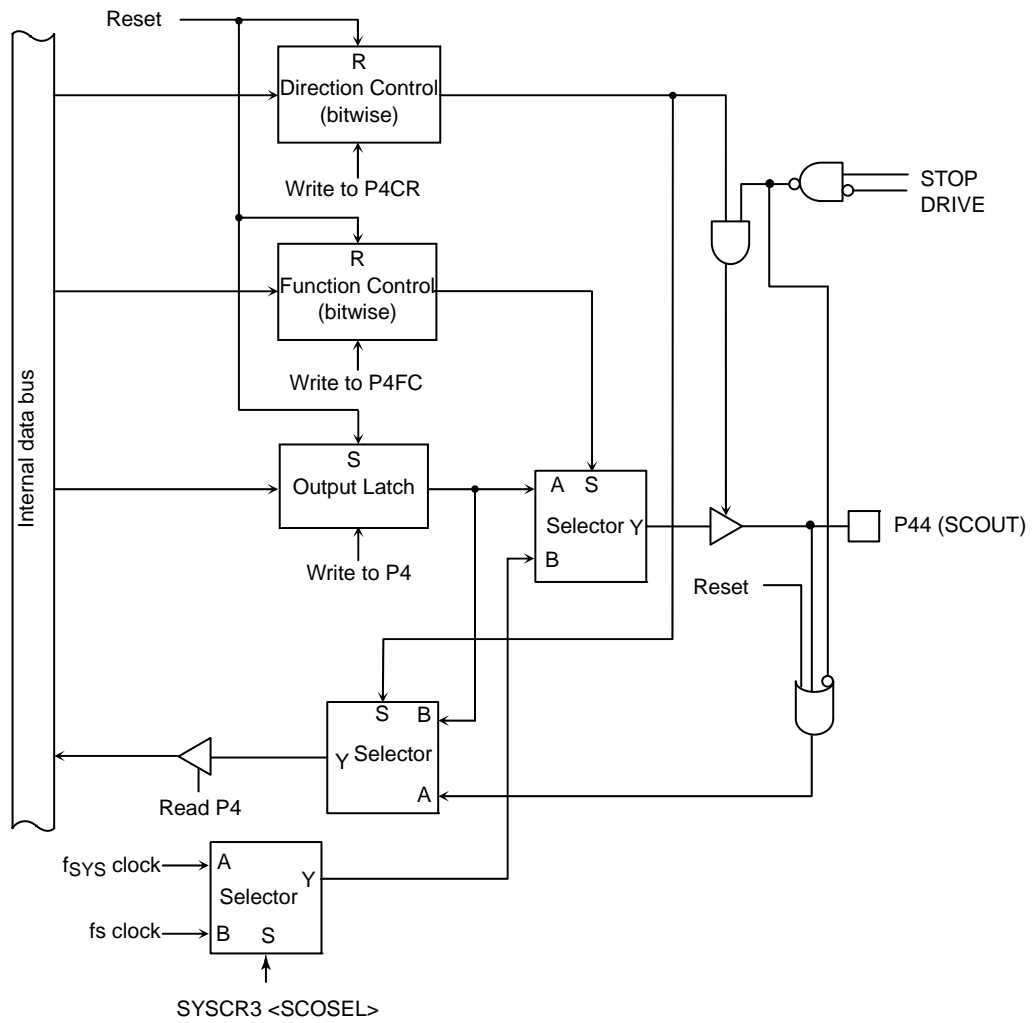 Reset
R
Direction Control
(bitwise)
Write to P4CR
STOP
DRIVE
R
Function Control
(bitwise)
Write to P4FC
Internal data bus
S
Output Latch
Write to P4
A S
Selector Y
B
P44 (SCOUT)
Reset
S B
Y Selector
A
Read P4
fSYS clock
A
Y
Selector
fs clock
B S
SYSCR3 <SCOSEL>